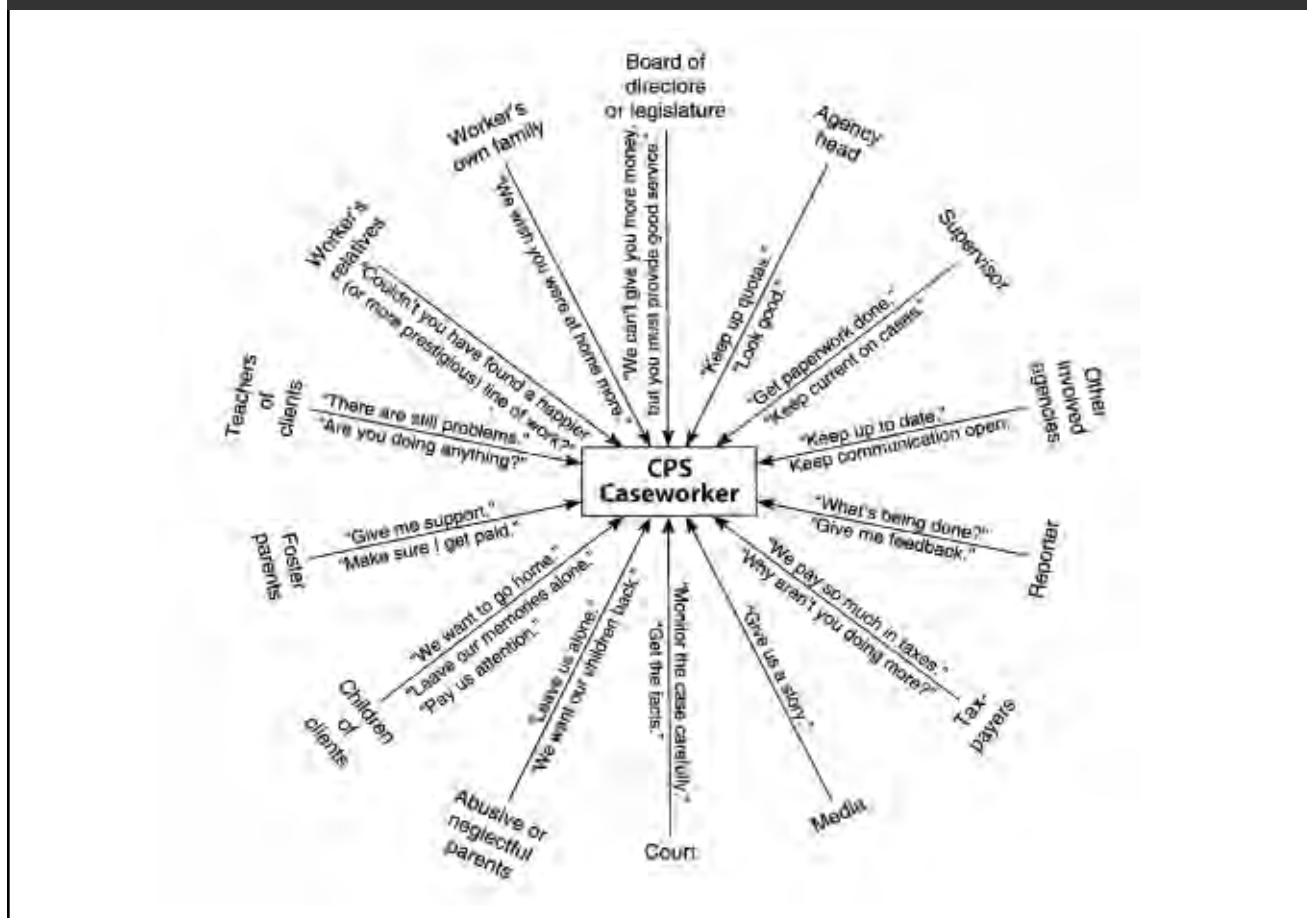 Board of
directors
or legislature
"We can't give you more money,
but you must provide good service."
Agency
head
"Keep up quotas."
"Look good."
Supervisor
"Get paperwork done."
"Keep current on cases."
Other
involved
agencies
"Keep up to date."
Keep communication open.
Reporter
"What's being done?"
"Give me feedback."
Tax-
payers
"We pay so much in taxes."
"Why aren't you doing more?"
Media
"Give us a story."
Court
"Monitor the case carefully."
"Get the facts."
Abusive or
neglectful
parents
"Leave us alone."
"We want our children back."
Children
of
clients
"We want to go home."
"Leave our memories alone."
"Pay us attention."
Foster
parents
"Give me support."
"Make sure I get paid."
Teachers
of
clients
"There are still problems."
"Are you doing anything?"
Worker's
relatives
"Couldn't you have found a happier
(or more prestigious) line of work?"
Worker's
own family
"We wish you were at home more."
CPS
Caseworker